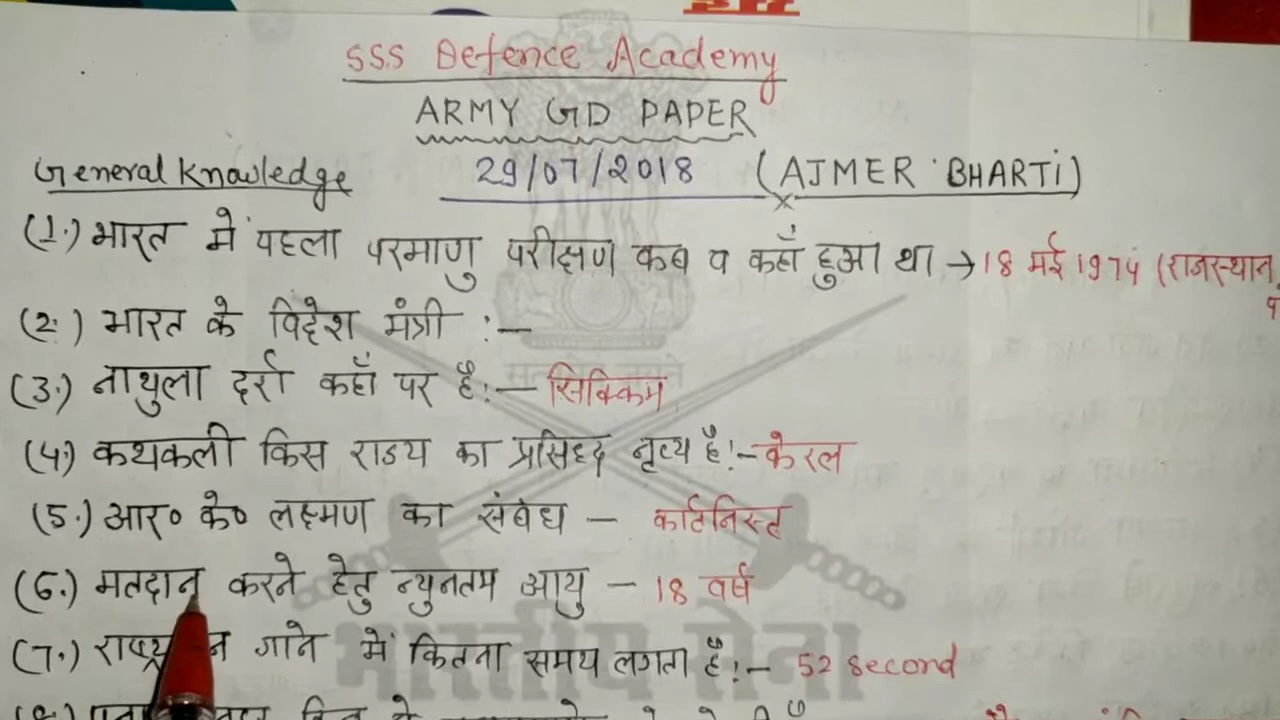 SSS Defence Academy
ARMY GD PAPER
General Knowledge 29/07/2018 (AJMER BHARTi)
(1.) भारत में पहला परमाणु परीक्षण कब व कहाँ हुआ था → 18 मई 1974 (राजस्थान
(2.) भारत के विदेश मंत्री :-
(3.) नाथुला दर्रा कहाँ पर है:- सिक्किम
(4.) कथकली किस राज्य का प्रसिद्द नृत्य है:- केरल
(5.) आर० के० लक्ष्मण का संबंध - कार्टिनिस्ट
(6.) मतदान करने हेतु न्युनतम आयु - 18 वर्ष
(7.) राष्ट्र गाने में कितना समय लगता है:- 52 second
भारतीय सेना